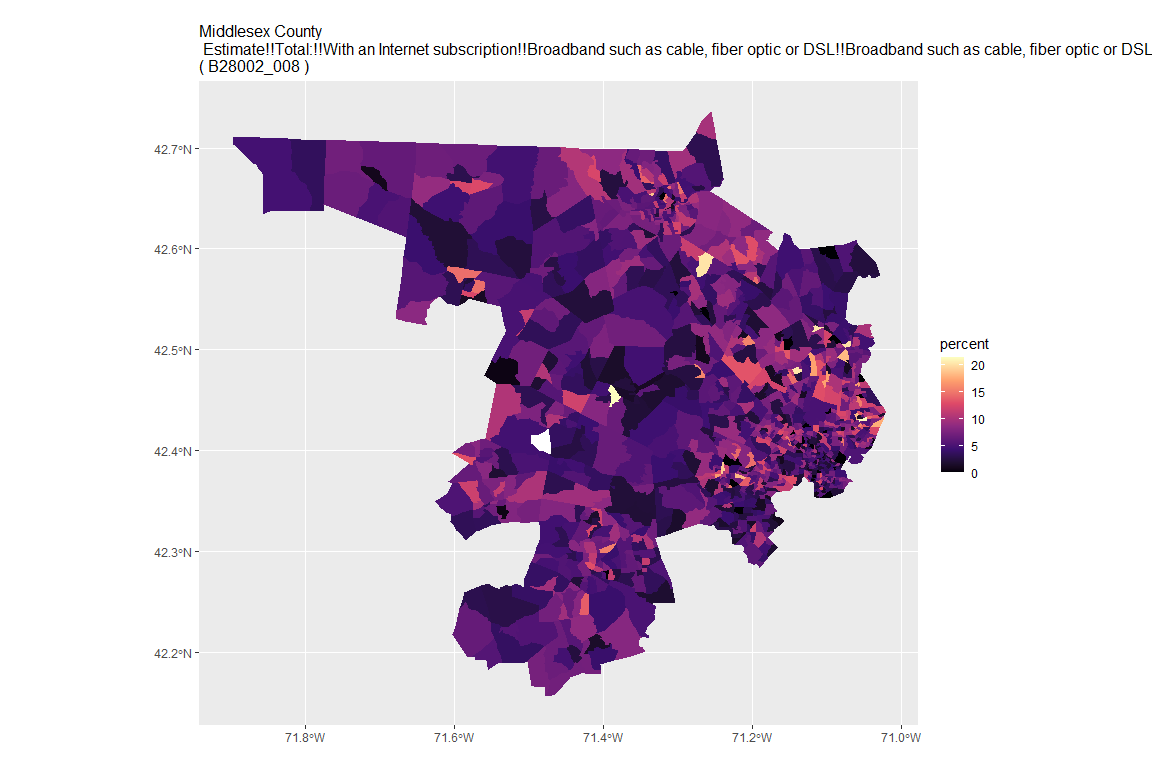 Middlesex County
Estimate!!Total:!!With an Internet subscription!!Broadband such as cable, fiber optic or DSL!!Broadband such as cable, fiber optic or DSL
( B28002_008 )
42.7°N
42.6°N
42.5°N
42.4°N
42.3°N
42.2°N
71.8°W
71.6°W
71.4°W
71.2°W
71.0°W
percent
20
15
10
5
0